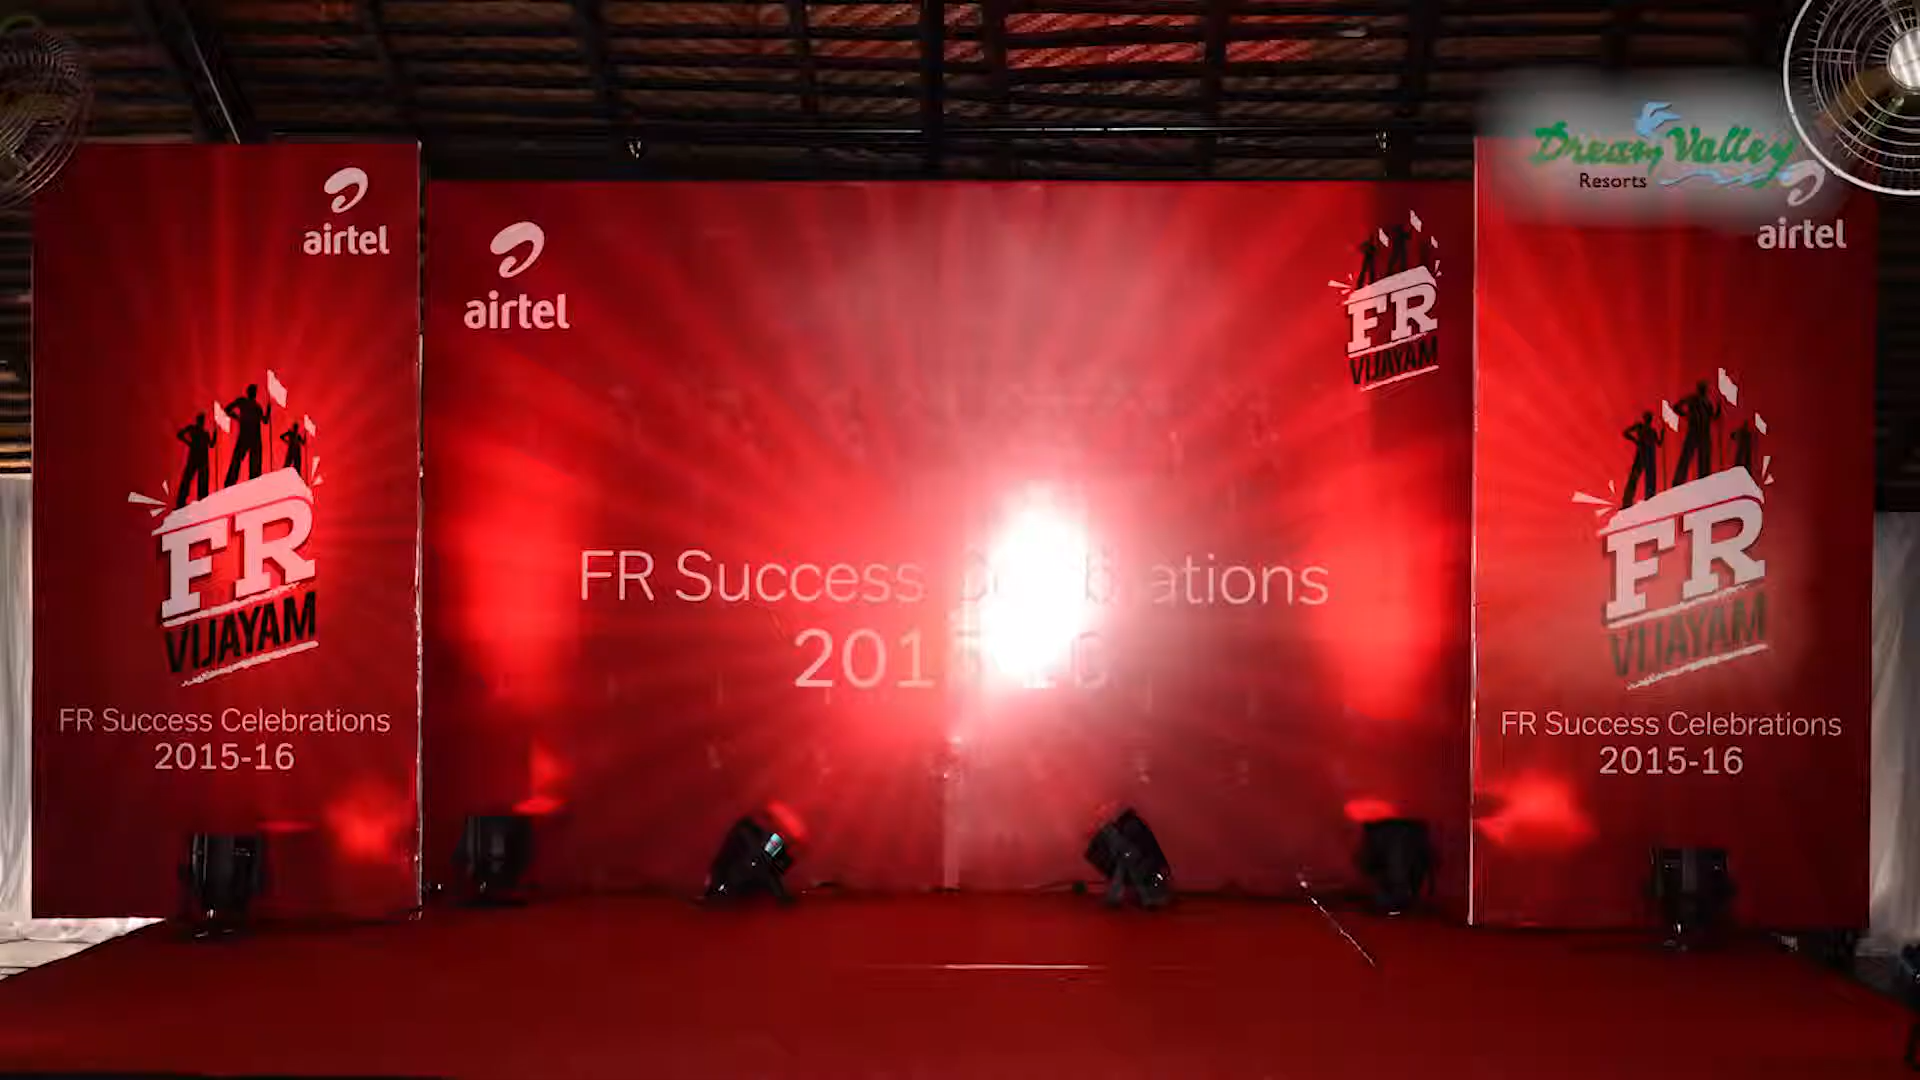 Dream Valley
Resorts
airtel
FR
VIJAYAM
FR Success Celebrations
2015-16
airtel
FR
VIJAYAM
FR Success ations
201
airtel
FR
VIJAYAM
FR Success Celebrations
2015-16